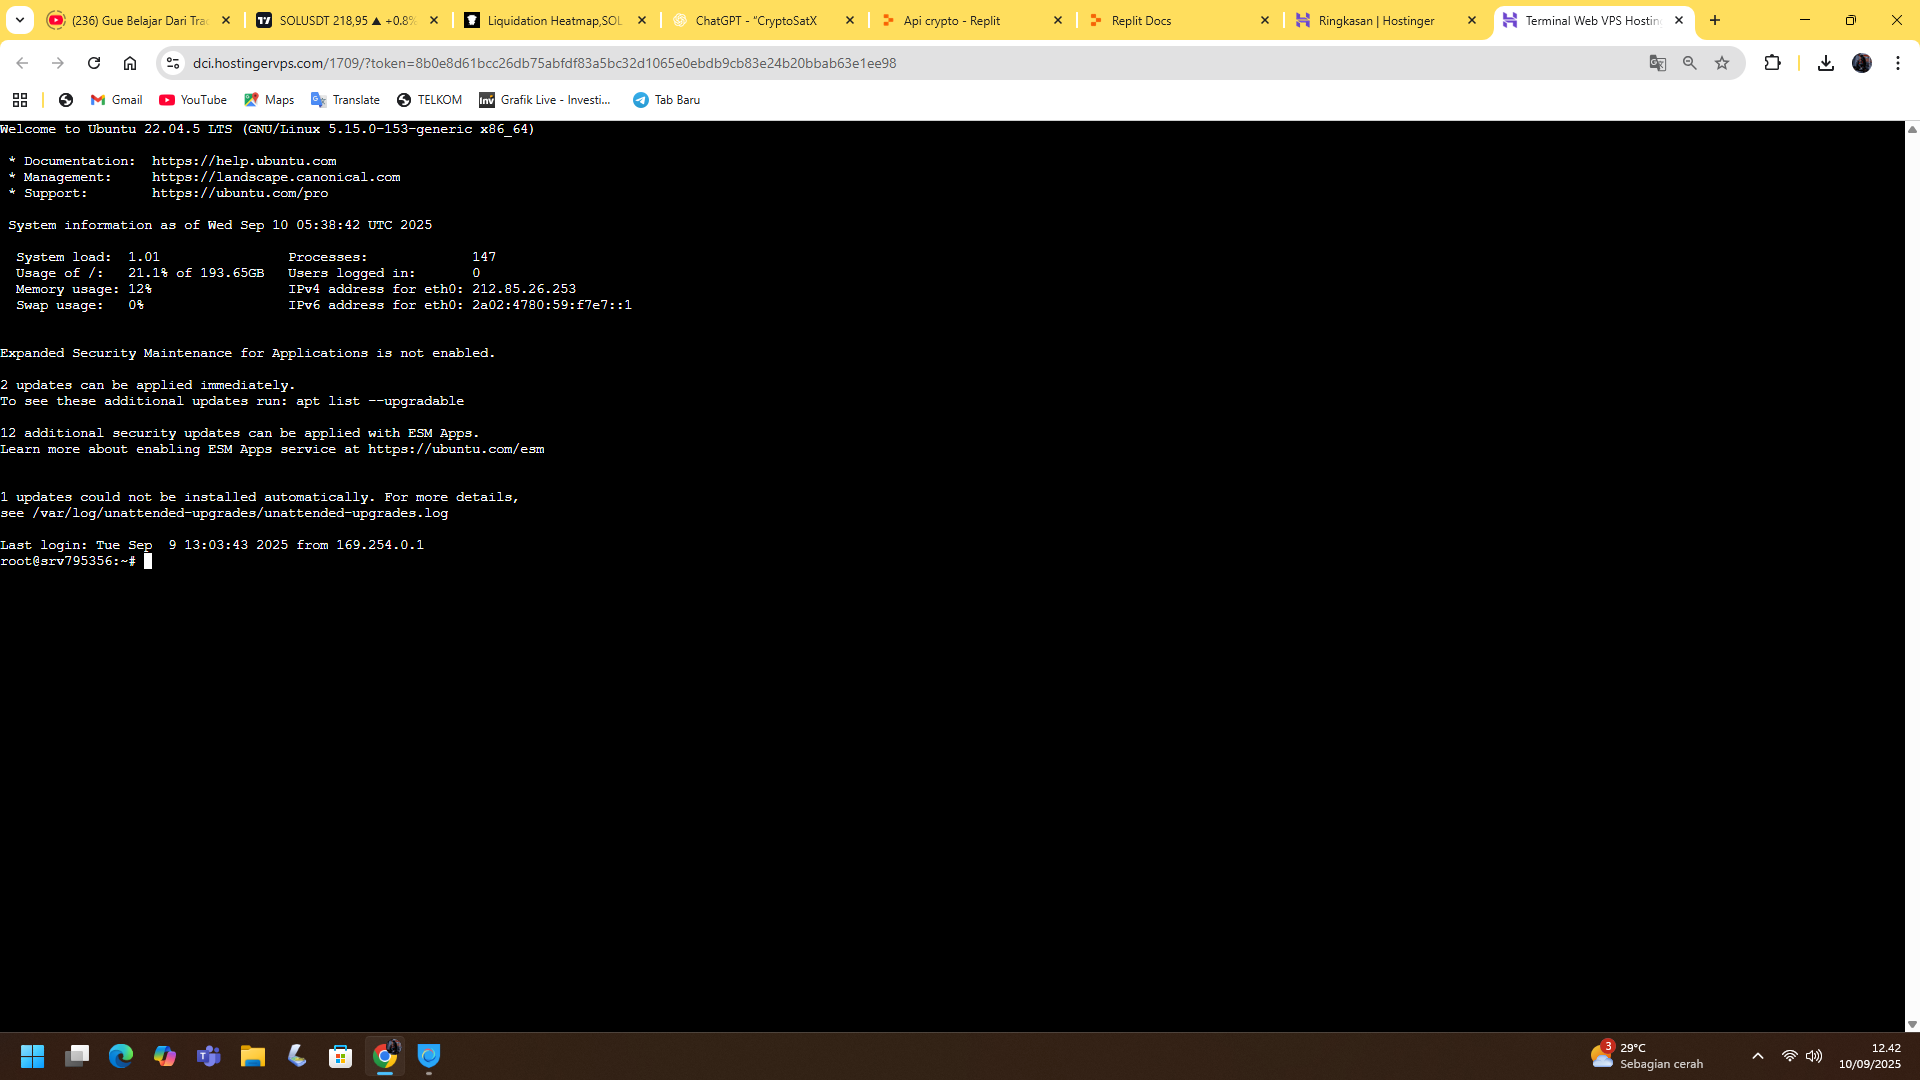 (236) Gue Belajar Dari Tra
SOLUSDT 218,95 ▲ +0.8%
Liquidation Heatmap,SOL
ChatGPT - "CryptoSatX
Api crypto - Replit
Replit Docs
Ringkasan | Hostinger
Terminal Web VPS Hostin
dci.hostingervps.com/1709/?token=8b0e8d61bcc26db75abfdf83a5bc32d1065e0ebdb9cb83e24b20bbab63e1ee98
Gmail
YouTube
Maps
Translate
TELKOM
Inv
Grafik Live - Investi...
Tab Baru
Welcome to Ubuntu 22.04.5 LTS (GNU/Linux 5.15.0-153-generic x86_64)
* Documentation:  https://help.ubuntu.com
* Management:     https://landscape.canonical.com
* Support:        https://ubuntu.com/pro
System information as of Wed Sep 10 05:38:42 UTC 2025
System load:  1.01                Processes:             147
Usage of /:   21.1% of 193.65GB   Users logged in:       0
Memory usage: 12%                 IPv4 address for eth0: 212.85.26.253
Swap usage:   0%                  IPv6 address for eth0: 2a02:4780:59:f7e7::1
Expanded Security Maintenance for Applications is not enabled.
2 updates can be applied immediately.
To see these additional updates run: apt list --upgradable
12 additional security updates can be applied with ESM Apps.
Learn more about enabling ESM Apps service at https://ubuntu.com/esm
1 updates could not be installed automatically. For more details,
see /var/log/unattended-upgrades/unattended-upgrades.log
Last login: Tue Sep  9 13:03:43 2025 from 169.254.0.1
root@srv795356:~#
3
29°C
Sebagian cerah
12.42
10/09/2025